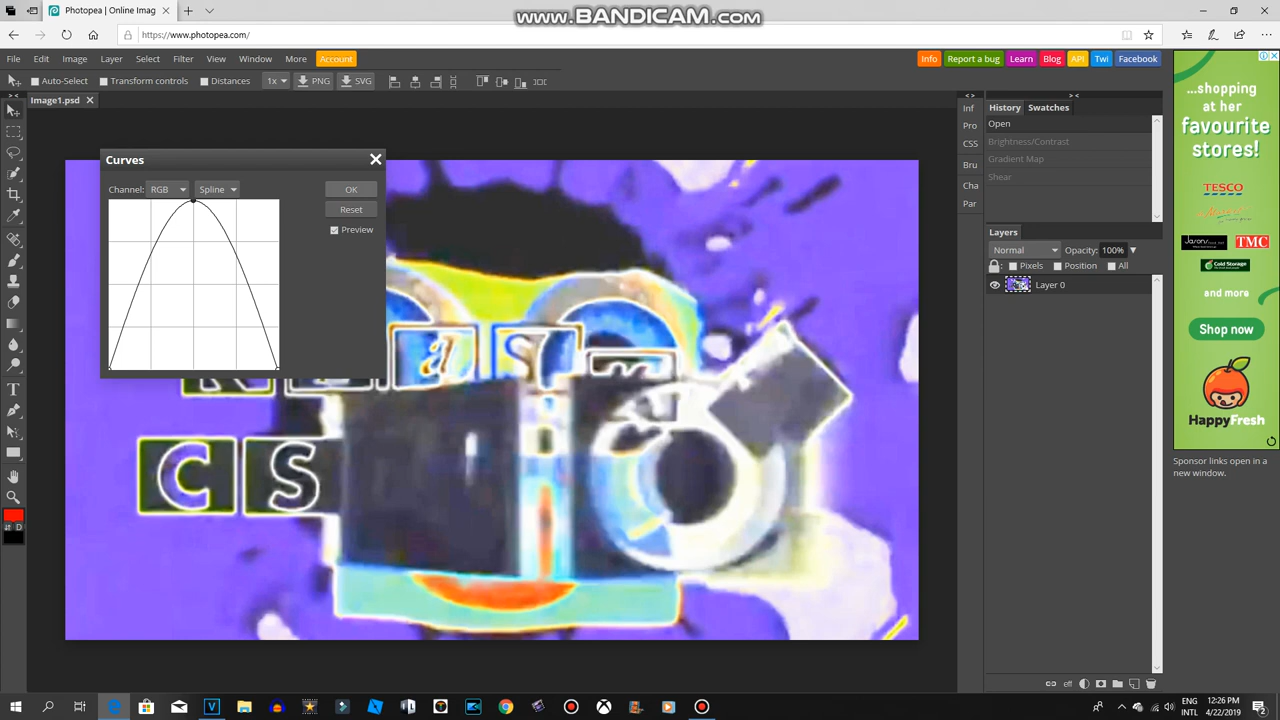 www.BANDICAM.com
Photopea | Online Imag
https://www.photopea.com/
File Edit Image Layer Select Filter View Window More Account
Info Report a bug Learn Blog API Twi Facebook
Auto-Select Transform controls Distances 1x PNG SVG
Image1.psd
Curves
Channel: RGB Spline OK
Reset
Preview
a s
C S
Inf
Pro
CSS
Bru
Cha
Par
History Swatches
Open
Brightness/Contrast
Gradient Map
Shear
Layers
Normal Opacity: 100%
Pixels Position All
Layer 0
eff
...shopping
at her
favourite
stores!
TESCO
TMC
Cold Storage
and more
Shop now
HappyFresh
Sponsor links open in a
new window.
T
D
ENG
INTL
12:26 PM
4/22/2019
2